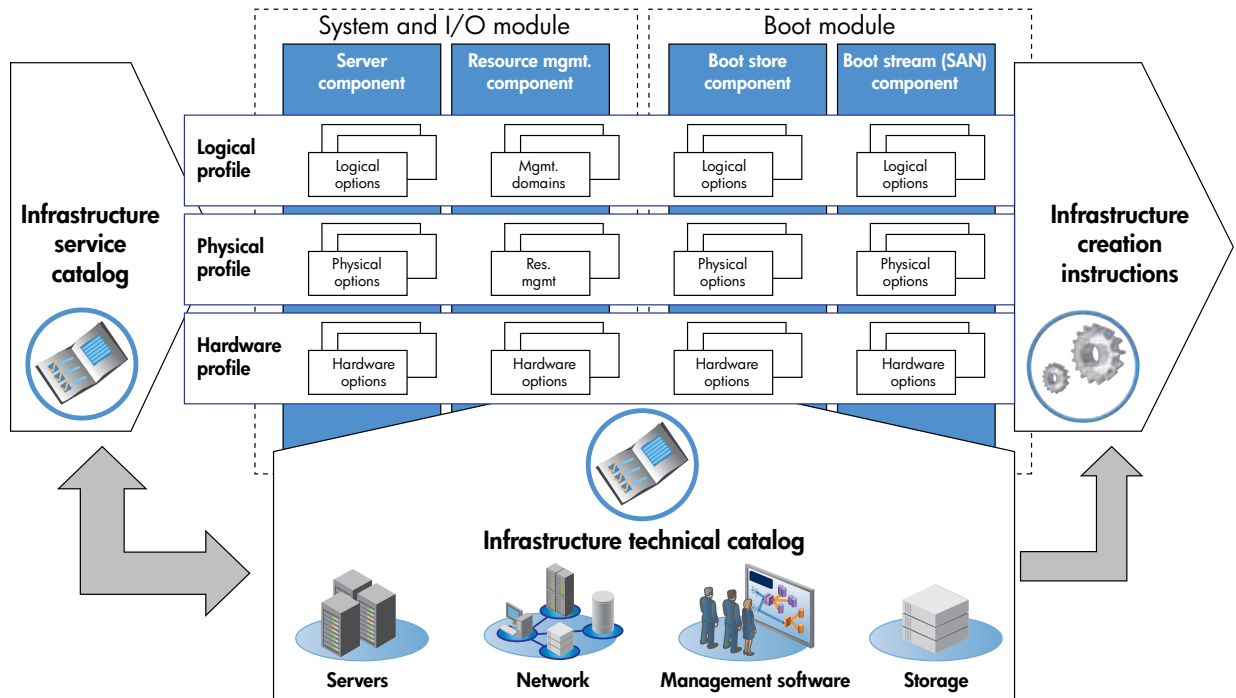 System and I/O module
Boot module
Server
component
Resource mgmt.
component
Boot store
component
Boot stream (SAN)
component
Infrastructure
service
catalog
Logical
profile
Logical
options
Mgmt.
domains
Logical
options
Logical
options
Physical
profile
Physical
options
Res.
mgmt
Physical
options
Physical
options
Hardware
profile
Hardware
options
Hardware
options
Hardware
options
Hardware
options
Infrastructure
creation
instructions
Infrastructure technical catalog
Servers
Network
Management software
Storage